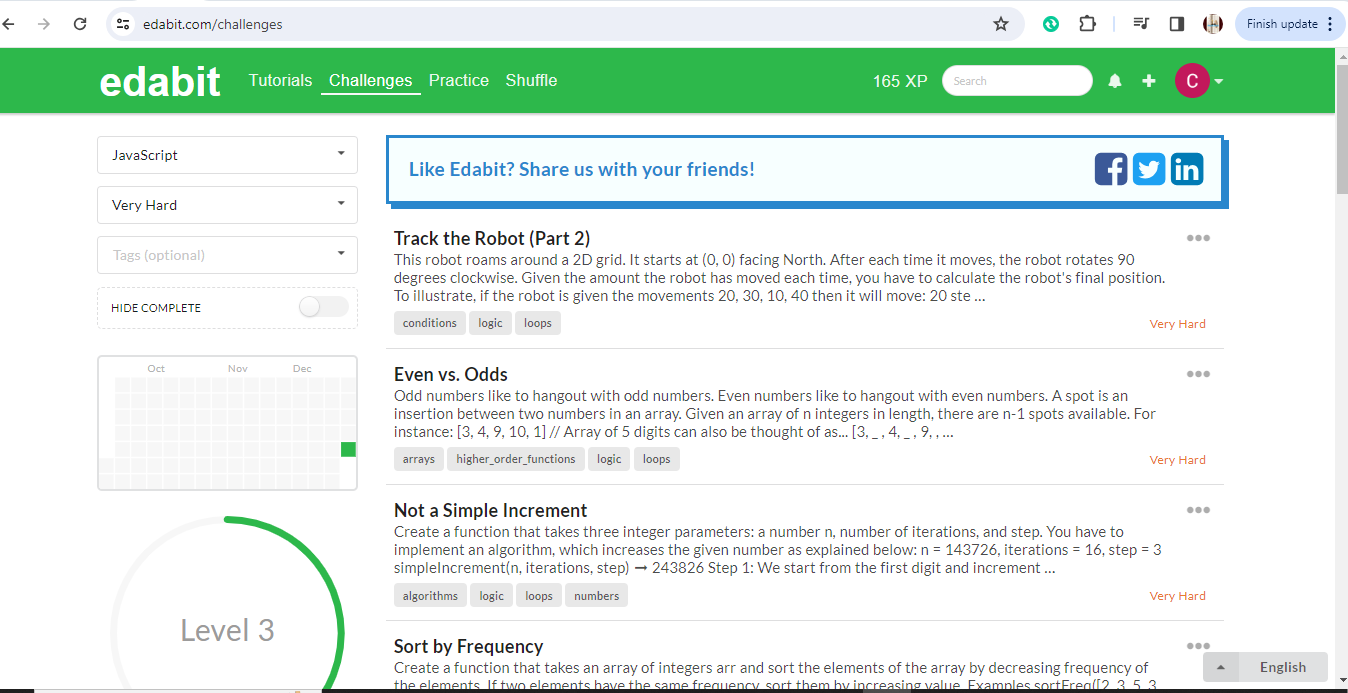 edabit.com/challenges
Finish update
edabit
Tutorials Challenges Practice Shuffle
165 XP
Search
C
JavaScript
Very Hard
Tags (optional)
HIDE COMPLETE
Oct Nov Dec
Level 3
Like Edabit? Share us with your friends!
Track the Robot (Part 2)
This robot roams around a 2D grid. It starts at (0, 0) facing North. After each time it moves, the robot rotates 90
degrees clockwise. Given the amount the robot has moved each time, you have to calculate the robot's final position.
To illustrate, if the robot is given the movements 20, 30, 10, 40 then it will move: 20 ste ...
conditions logic loops
Very Hard
Even vs. Odds
Odd numbers like to hangout with odd numbers. Even numbers like to hangout with even numbers. A spot is an
insertion between two numbers in an array. Given an array of n integers in length, there are n-1 spots available. For
instance: [3, 4, 9, 10, 1] // Array of 5 digits can also be thought of as... [3, _ , 4, _ , 9, , ...
arrays higher_order_functions logic loops
Very Hard
Not a Simple Increment
Create a function that takes three integer parameters: a number n, number of iterations, and step. You have to
implement an algorithm, which increases the given number as explained below: n = 143726, iterations = 16, step = 3
simpleIncrement(n, iterations, step) ➞ 243826 Step 1: We start from the first digit and increment ...
algorithms logic loops numbers
Very Hard
Sort by Frequency
Create a function that takes an array of integers arr and sort the elements of the array by decreasing frequency of
the elements. If two elements have the same frequency, sort them by increasing value. Examples sortFreq([2, 3, 5, 3,
English